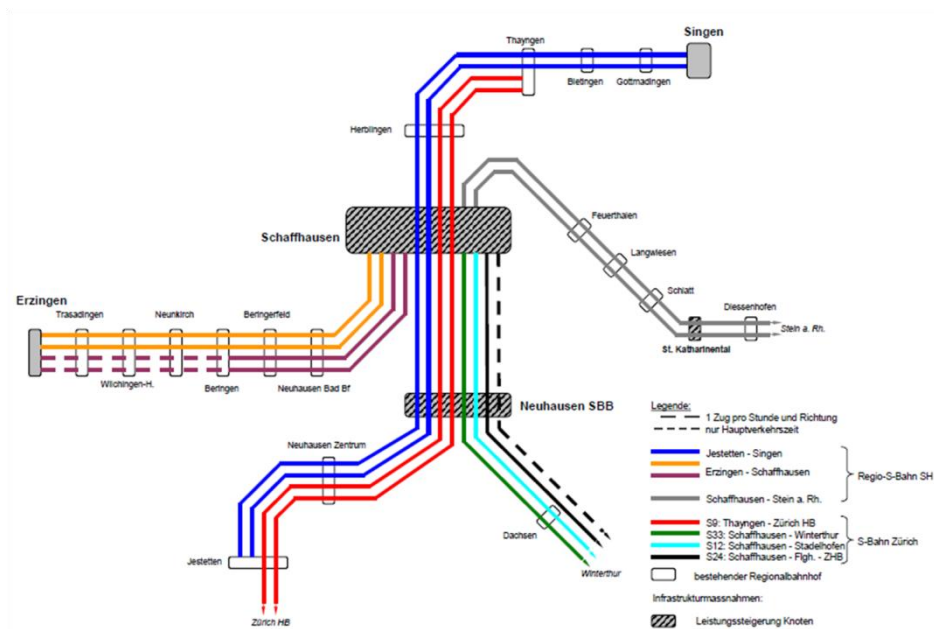 Singen
Thayngen
Bietingen
Gottmadingen
Herblingen
Schaffhausen
Feuerthalen
Langwiesen
Schlatt
Diessenhofen
Stein a. Rh.
St. Katharinental
Erzingen
Trasadingen
Neunkirch
Beringerfeld
Wilchingen-H.
Beringen
Neuhausen Bad Bf
Neuhausen SBB
Neuhausen Zentrum
Dachsen
Jestetten
Winterthur
Zürich HB
Legende:
1 Zug pro Stunde und Richtung
nur Hauptverkehrszeit
Jestetten - Singen
Erzingen - Schaffhausen
Regio-S-Bahn SH
Schaffhausen - Stein a. Rh.
S9: Thayngen - Zürich HB
S33: Schaffhausen - Winterthur
S-Bahn Zürich
S12: Schaffhausen - Stadelhofen
S24: Schaffhausen - Flgh. - ZHB
bestehender Regionalbahnhof
Infrastrukturmassnahmen:
Leistungssteigerung Knoten